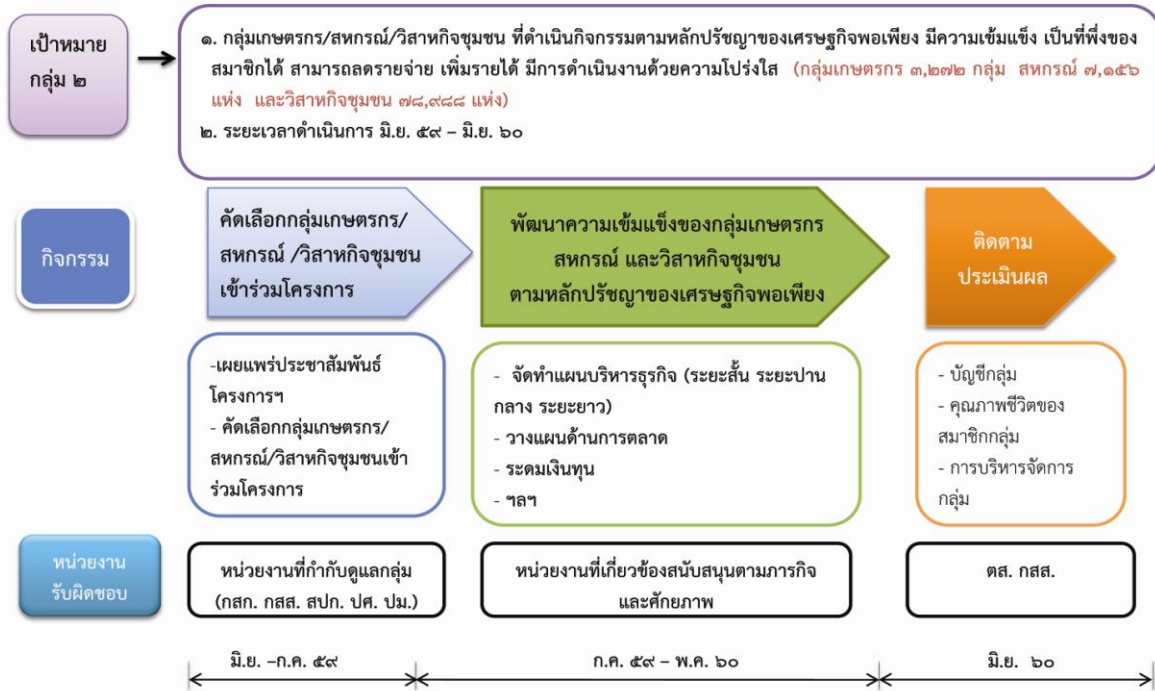 เป้าหมาย
กลุ่ม ๒
๑. กลุ่มเกษตรกร/สหกรณ์/วิสาหกิจชุมชน ที่ดำเนินกิจกรรมตามหลักปรัชญาของเศรษฐกิจพอเพียง มีความเข้มแข็ง เป็นที่พึ่งของ
สมาชิกได้ สามารถลดรายจ่าย เพิ่มรายได้ มีการดำเนินงานด้วยความโปร่งใส (กลุ่มเกษตรกร ๓,๒๗๒ กลุ่ม สหกรณ์ ๗,๑๕๖
แห่ง และวิสาหกิจชุมชน ๗๘,๙๘๘ แห่ง)
๒. ระยะเวลาดำเนินการ มิ.ย. ๕๙ – มิ.ย. ๖๐
กิจกรรม
คัดเลือกกลุ่มเกษตรกร/
สหกรณ์ /วิสาหกิจชุมชน
เข้าร่วมโครงการ
พัฒนาความเข้มแข็งของกลุ่มเกษตรกร
สหกรณ์ และวิสาหกิจชุมชน
ตามหลักปรัชญาของเศรษฐกิจพอเพียง
ติดตาม
ประเมินผล
-เผยแพร่ประชาสัมพันธ์
โครงการฯ
- คัดเลือกกลุ่มเกษตรกร/
สหกรณ์/วิสาหกิจชุมชนเข้า
ร่วมโครงการ
- จัดทำแผนบริหารธุรกิจ (ระยะสั้น ระยะปาน
กลาง ระยะยาว)
- วางแผนด้านการตลาด
- ระดมเงินทุน
- ฯลฯ
- บัญชีกลุ่ม
- คุณภาพชีวิตของ
สมาชิกกลุ่ม
- การบริหารจัดการ
กลุ่ม
หน่วยงาน
รับผิดชอบ
หน่วยงานที่กำกับดูแลกลุ่ม
(กสก. กสส. สปก. ปศ. ปม.)
หน่วยงานที่เกี่ยวข้องสนับสนุนตามภารกิจ
และศักยภาพ
ตส. กสส.
มิ.ย. –ก.ค. ๕๙
ก.ค. ๕๙ – พ.ค. ๖๐
มิ.ย. ๖๐